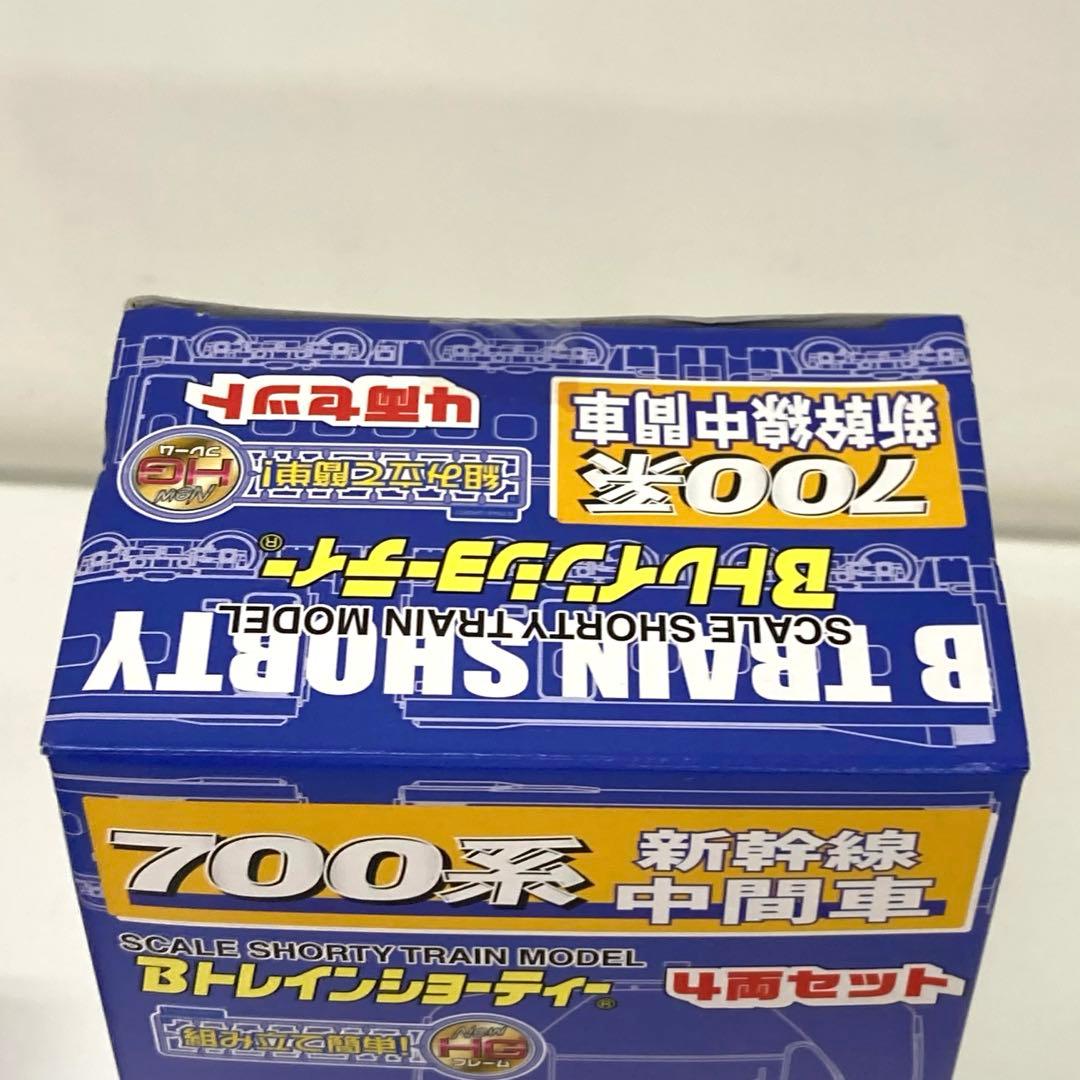 B TRAIN SHORTY
SCALE SHORTY TRAIN MODEL
Bトレインショーティー®
700系
新幹線中間車
組み立て簡単!
New
HG
フレーム
4両セット
700系
新幹線
中間車
SCALE SHORTY TRAIN MODEL
Bトレインショーティー®
4両セット
組み立て簡単!
New
HG
フレーム